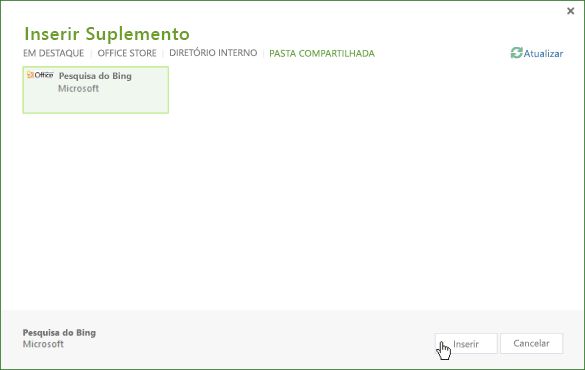 Inserir Suplemento
EM DESTAQUE | OFFICE STORE | DIRETÓRIO INTERNO | PASTA COMPARTILHADA
Atualizar
Office Pesquisa do Bing
Microsoft
Pesquisa do Bing
Microsoft
Inserir Cancelar